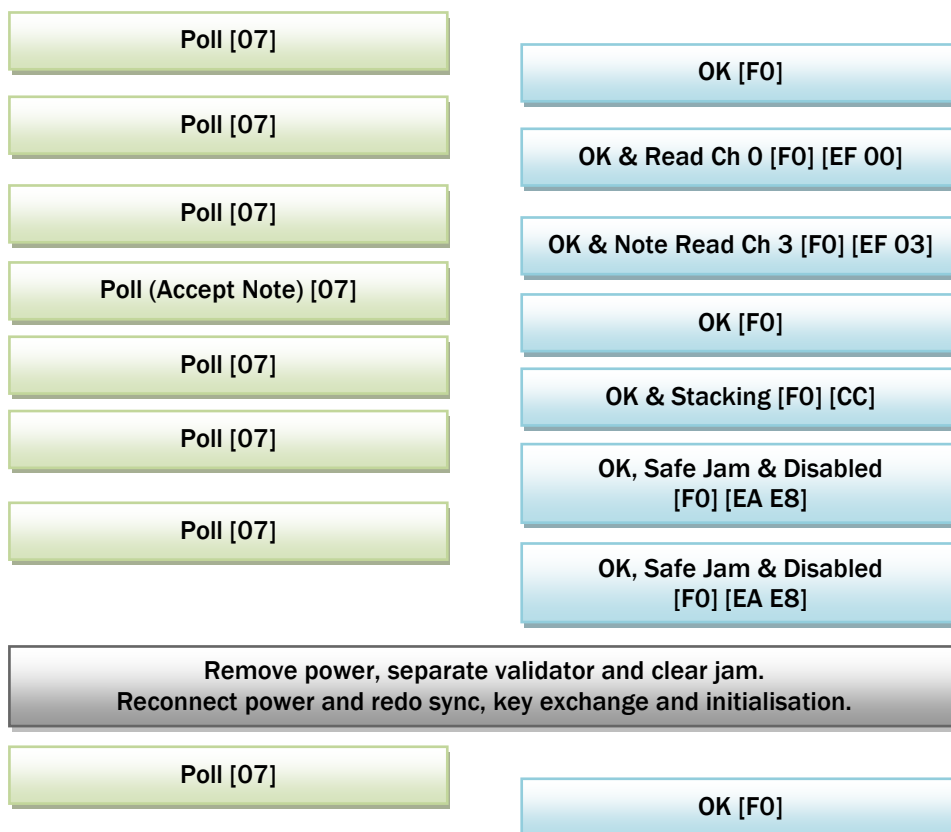 Poll [07]
OK [F0]
Poll [07]
OK & Read Ch 0 [F0] [EF 00]
Poll [07]
OK & Note Read Ch 3 [F0] [EF 03]
Poll (Accept Note) [07]
OK [F0]
Poll [07]
OK & Stacking [F0] [CC]
Poll [07]
OK, Safe Jam & Disabled
[F0] [EA E8]
Poll [07]
OK, Safe Jam & Disabled
[F0] [EA E8]
Remove power, separate validator and clear jam.
Reconnect power and redo sync, key exchange and initialisation.
Poll [07]
OK [F0]